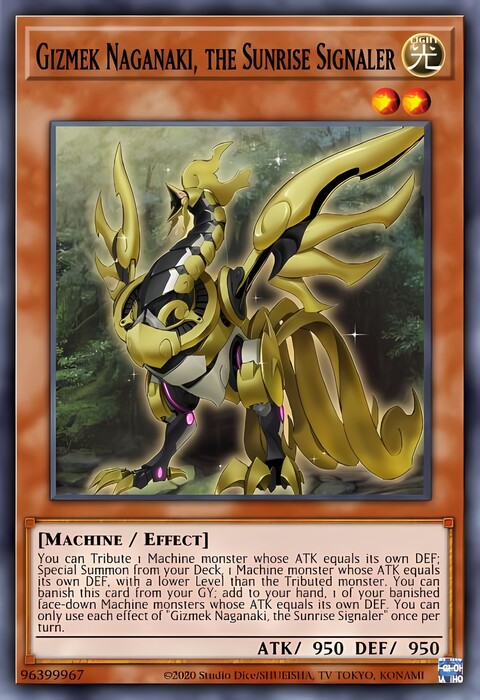 GIZMEK NAGANAKI, THE SUNRISE SIGNALER
LIGHT
光
[MACHINE / EFFECT]
You can Tribute 1 Machine monster whose ATK equals its own DEF;
Special Summon from your Deck, 1 Machine monster whose ATK equals
its own DEF, with a lower Level than the Tributed monster. You can
banish this card from your GY; add to your hand, 1 of your banished
face-down Machine monsters whose ATK equals its own DEF. You can
only use each effect of "Gizmek Naganaki, the Sunrise Signaler" once per
turn.
ATK/ 950 DEF/ 950
96399967
©2020 Studio Dice/SHUEISHA, TV TOKYO, KONAMI